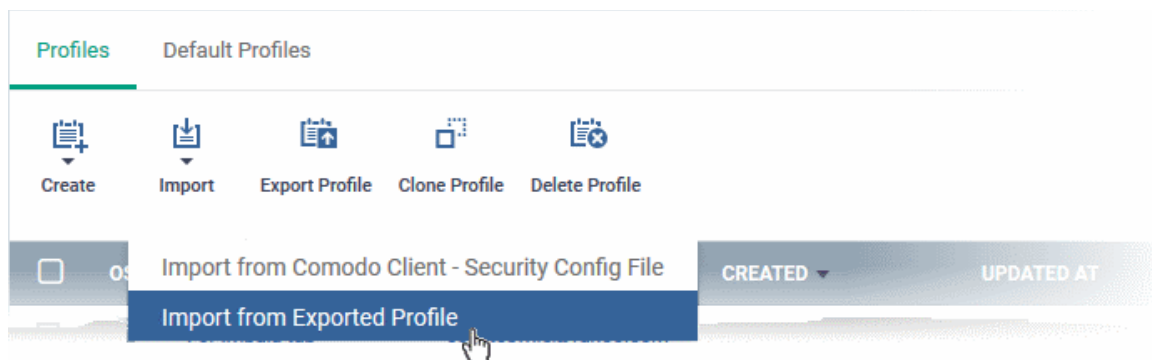 Profiles Default Profiles
Create Import Export Profile Clone Profile Delete Profile
OS
Import from Comodo Client - Security Config File
CREATED UPDATED AT
Import from Exported Profile